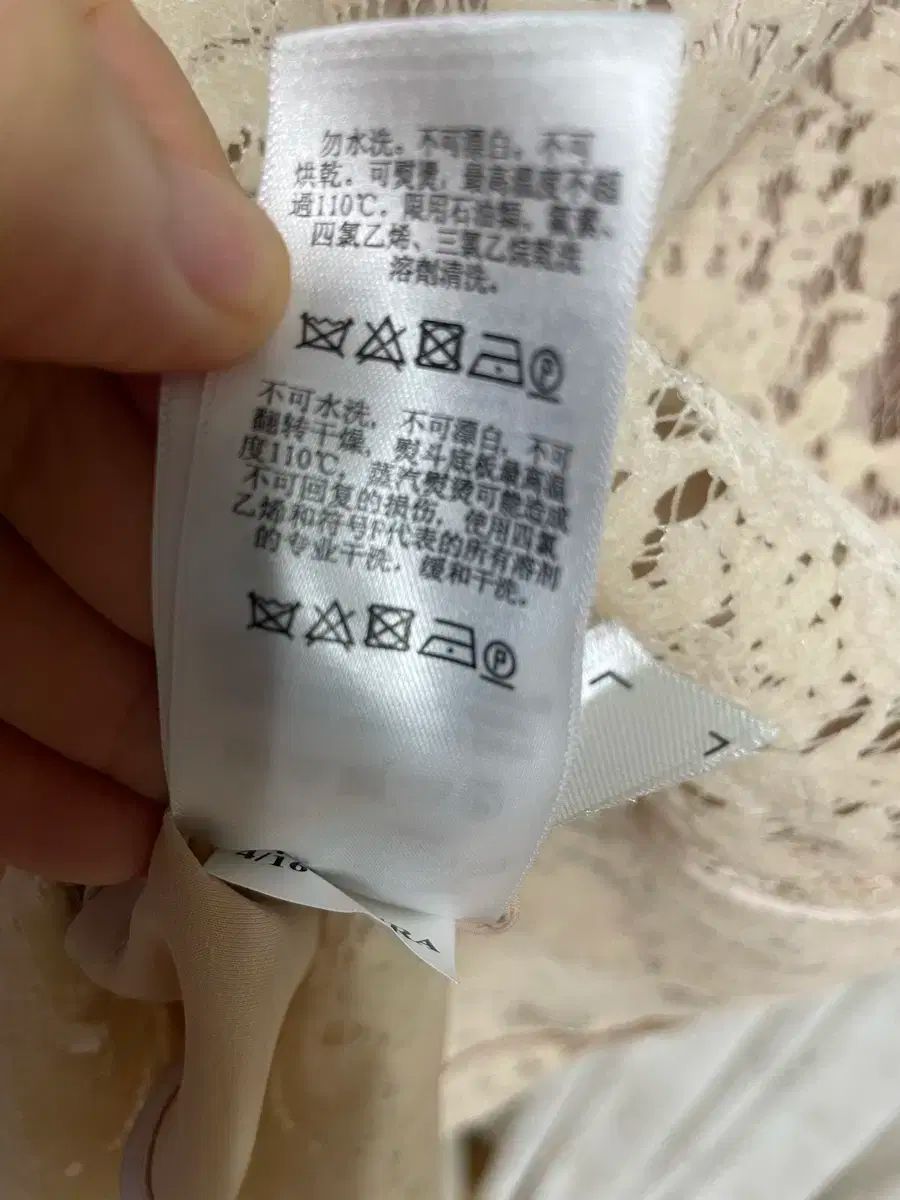 勿水洗。不可漂白。不可
烘乾。可熨燙，最高溫度不超
過110℃。限用石油類、氟素、
四氯乙烯、三氯乙烷乾洗
溶劑清洗。
P
不可水洗，不可漂白，不可
翻转干燥，熨斗底板最高温
度110℃，蒸汽熨烫可能造成
不可回复的损伤，使用四氯
乙烯和符号F代表的所有溶剂
的专业干洗，缓和干洗。
P
4/16
RA